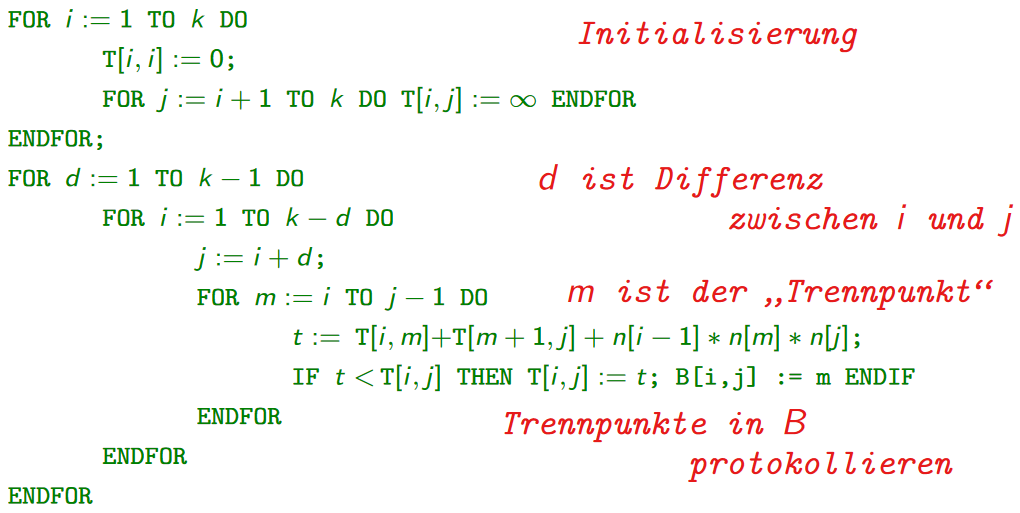 FOR i := 1 TO k DO Initialisierung
T[i, i] := 0;
FOR j := i + 1 TO k DO T[i, j] := ∞ ENDFOR
ENDFOR;
FOR d := 1 TO k − 1 DO d ist Differenz
FOR i := 1 TO k − d DO zwischen i und j
j := i + d;
FOR m := i TO j − 1 DO m ist der „Trennpunkt“
t := T[i, m]+T[m + 1, j] + n[i − 1] ∗ n[m] ∗ n[j];
IF t < T[i, j] THEN T[i, j] := t; B[i,j] := m ENDIF
ENDFOR Trennpunkte in B
ENDFOR protokollieren
ENDFOR